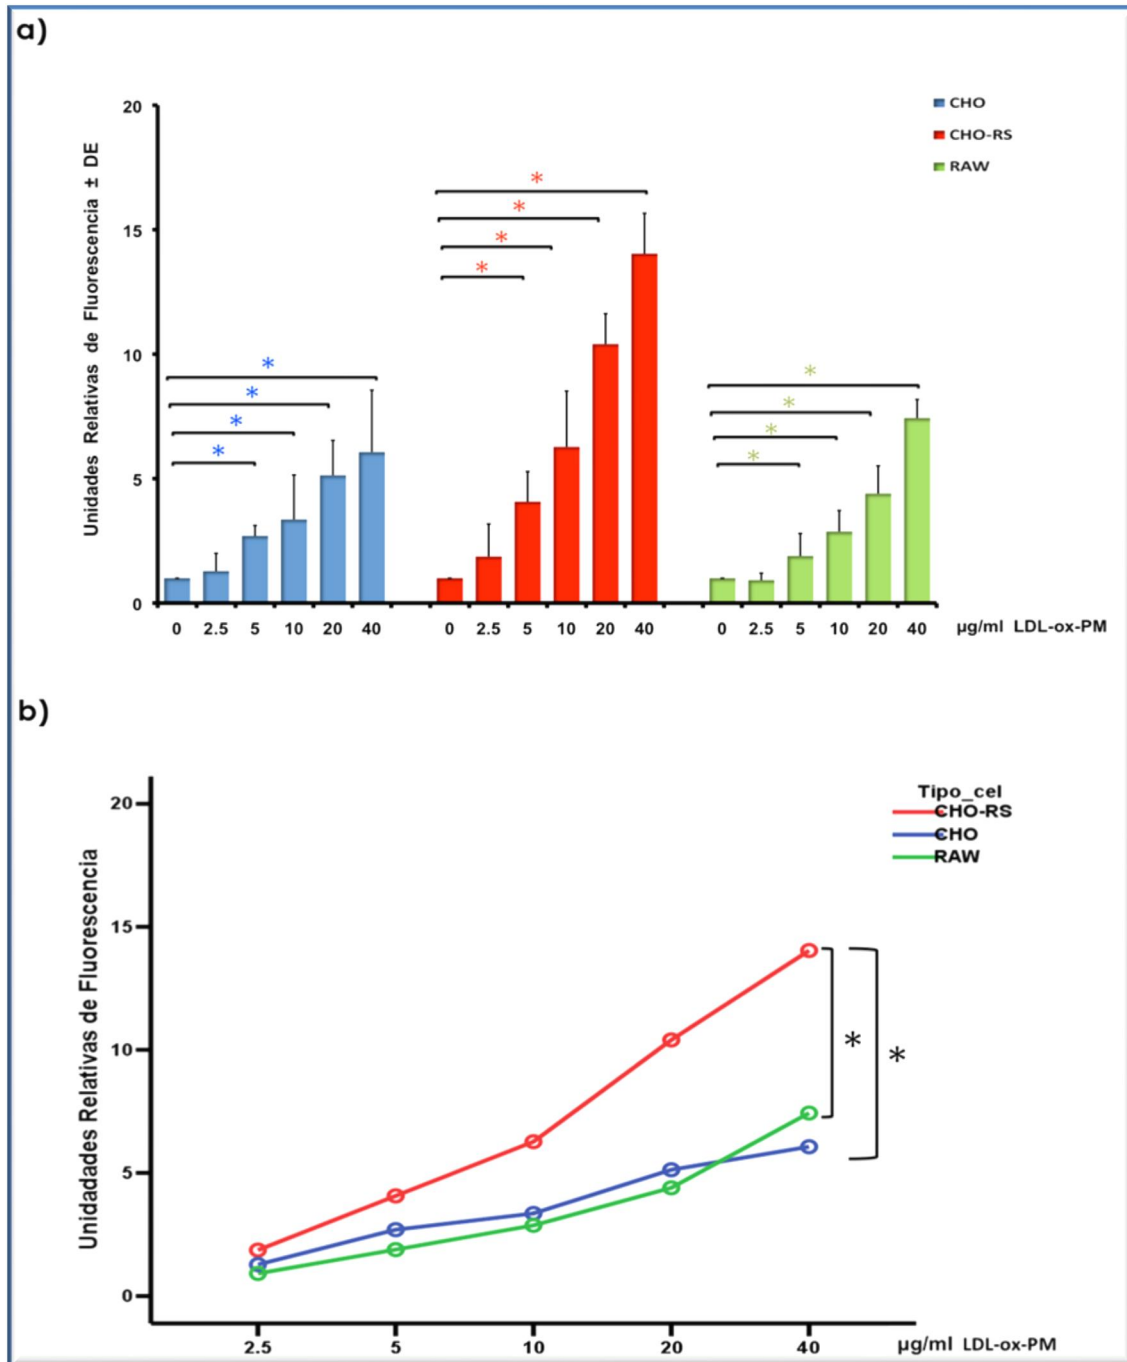 a)
Unidades Relativas de Fluorescencia ± DE
CHO
CHO-RS
RAW
20
15
10
5
0
* * * *
* * * *
* * * *
0 2.5 5 10 20 40 0 2.5 5 10 20 40 0 2.5 5 10 20 40 µg/ml LDL-ox-PM
b)
Unidadades Relativas de Fluorescencia
Tipo_cel
CHO-RS
CHO
RAW
20
15
10
5
0
* *
2.5 5 10 20 40 µg/ml LDL-ox-PM